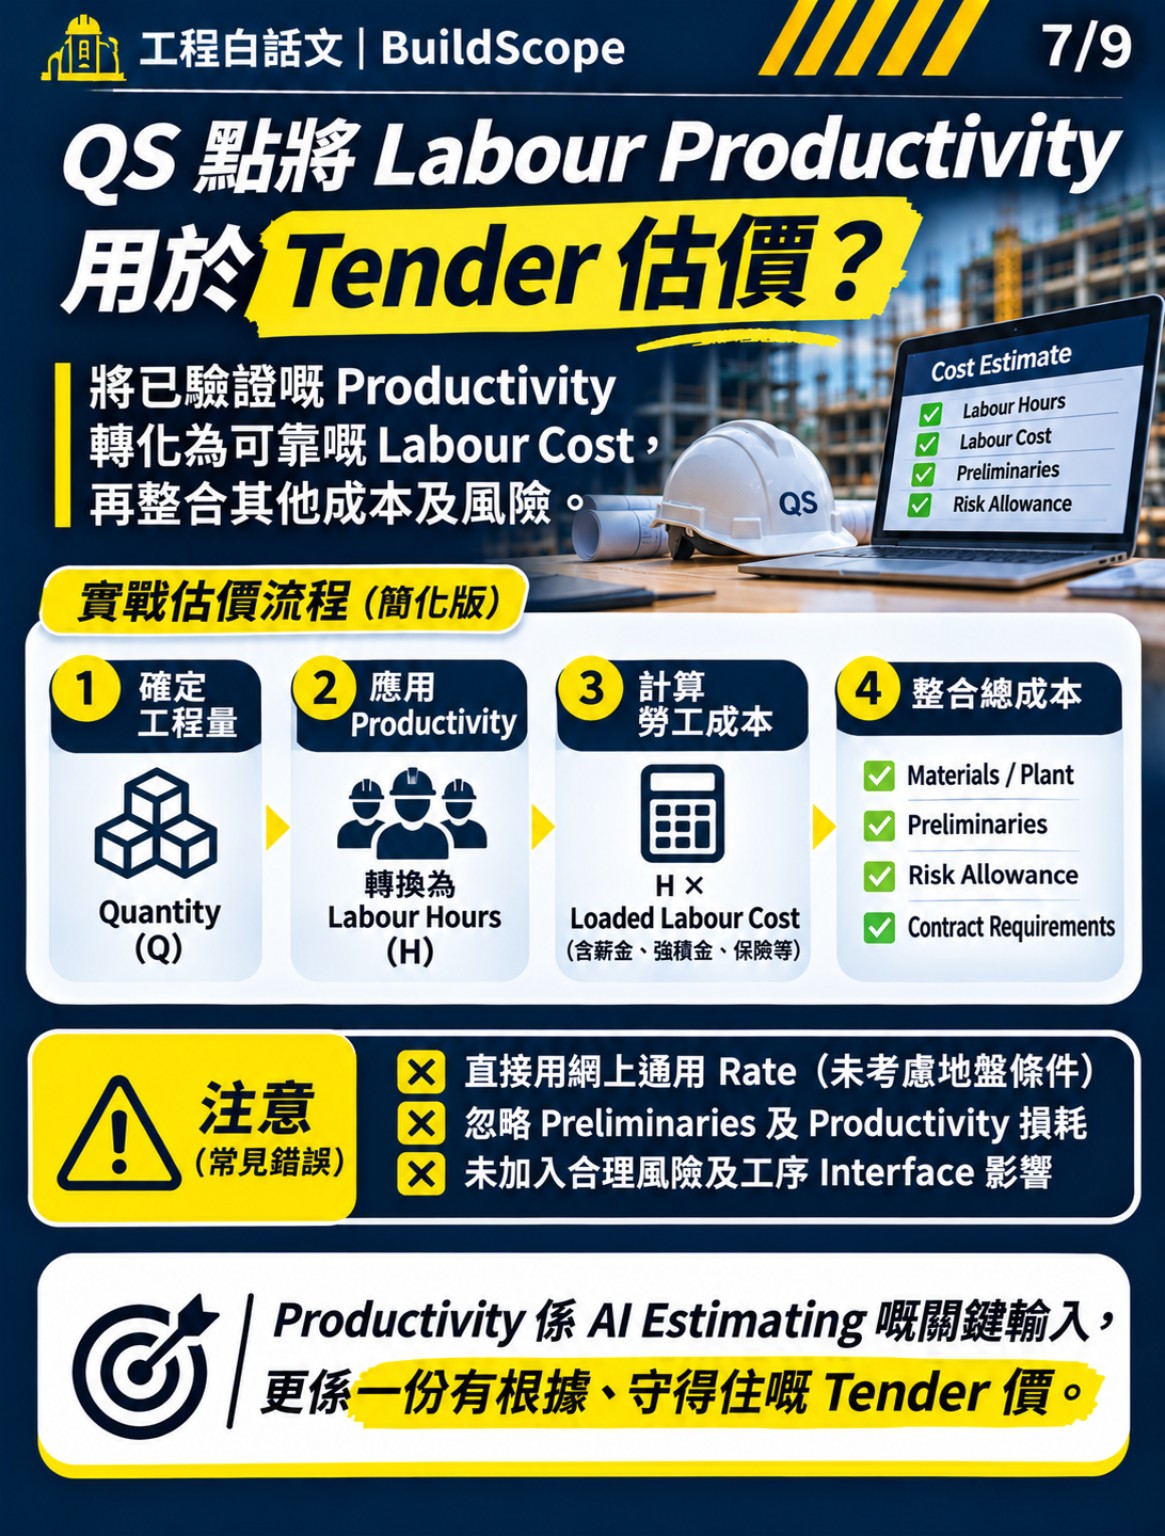 工程白話文 | BuildScope
7/9
QS 點將 Labour Productivity
用於 Tender 估價？
將已驗證嘅 Productivity
轉化為可靠嘅 Labour Cost，
再整合其他成本及風險。
QS
Cost Estimate
Labour Hours
Labour Cost
Preliminaries
Risk Allowance
實戰估價流程（簡化版）
1 確定
工程量
Quantity
(Q)
2 應用
Productivity
轉換為
Labour Hours
(H)
3 計算
勞工成本
H ×
Loaded Labour Cost
（含薪金、強積金、保險等）
4 整合總成本
Materials / Plant
Preliminaries
Risk Allowance
Contract Requirements
注意
（常見錯誤）
直接用網上通用 Rate（未考慮地盤條件）
忽略 Preliminaries 及 Productivity 損耗
未加入合理風險及工序 Interface 影響
Productivity 係 AI Estimating 嘅關鍵輸入，
更係一份有根據、守得住嘅 Tender 價。